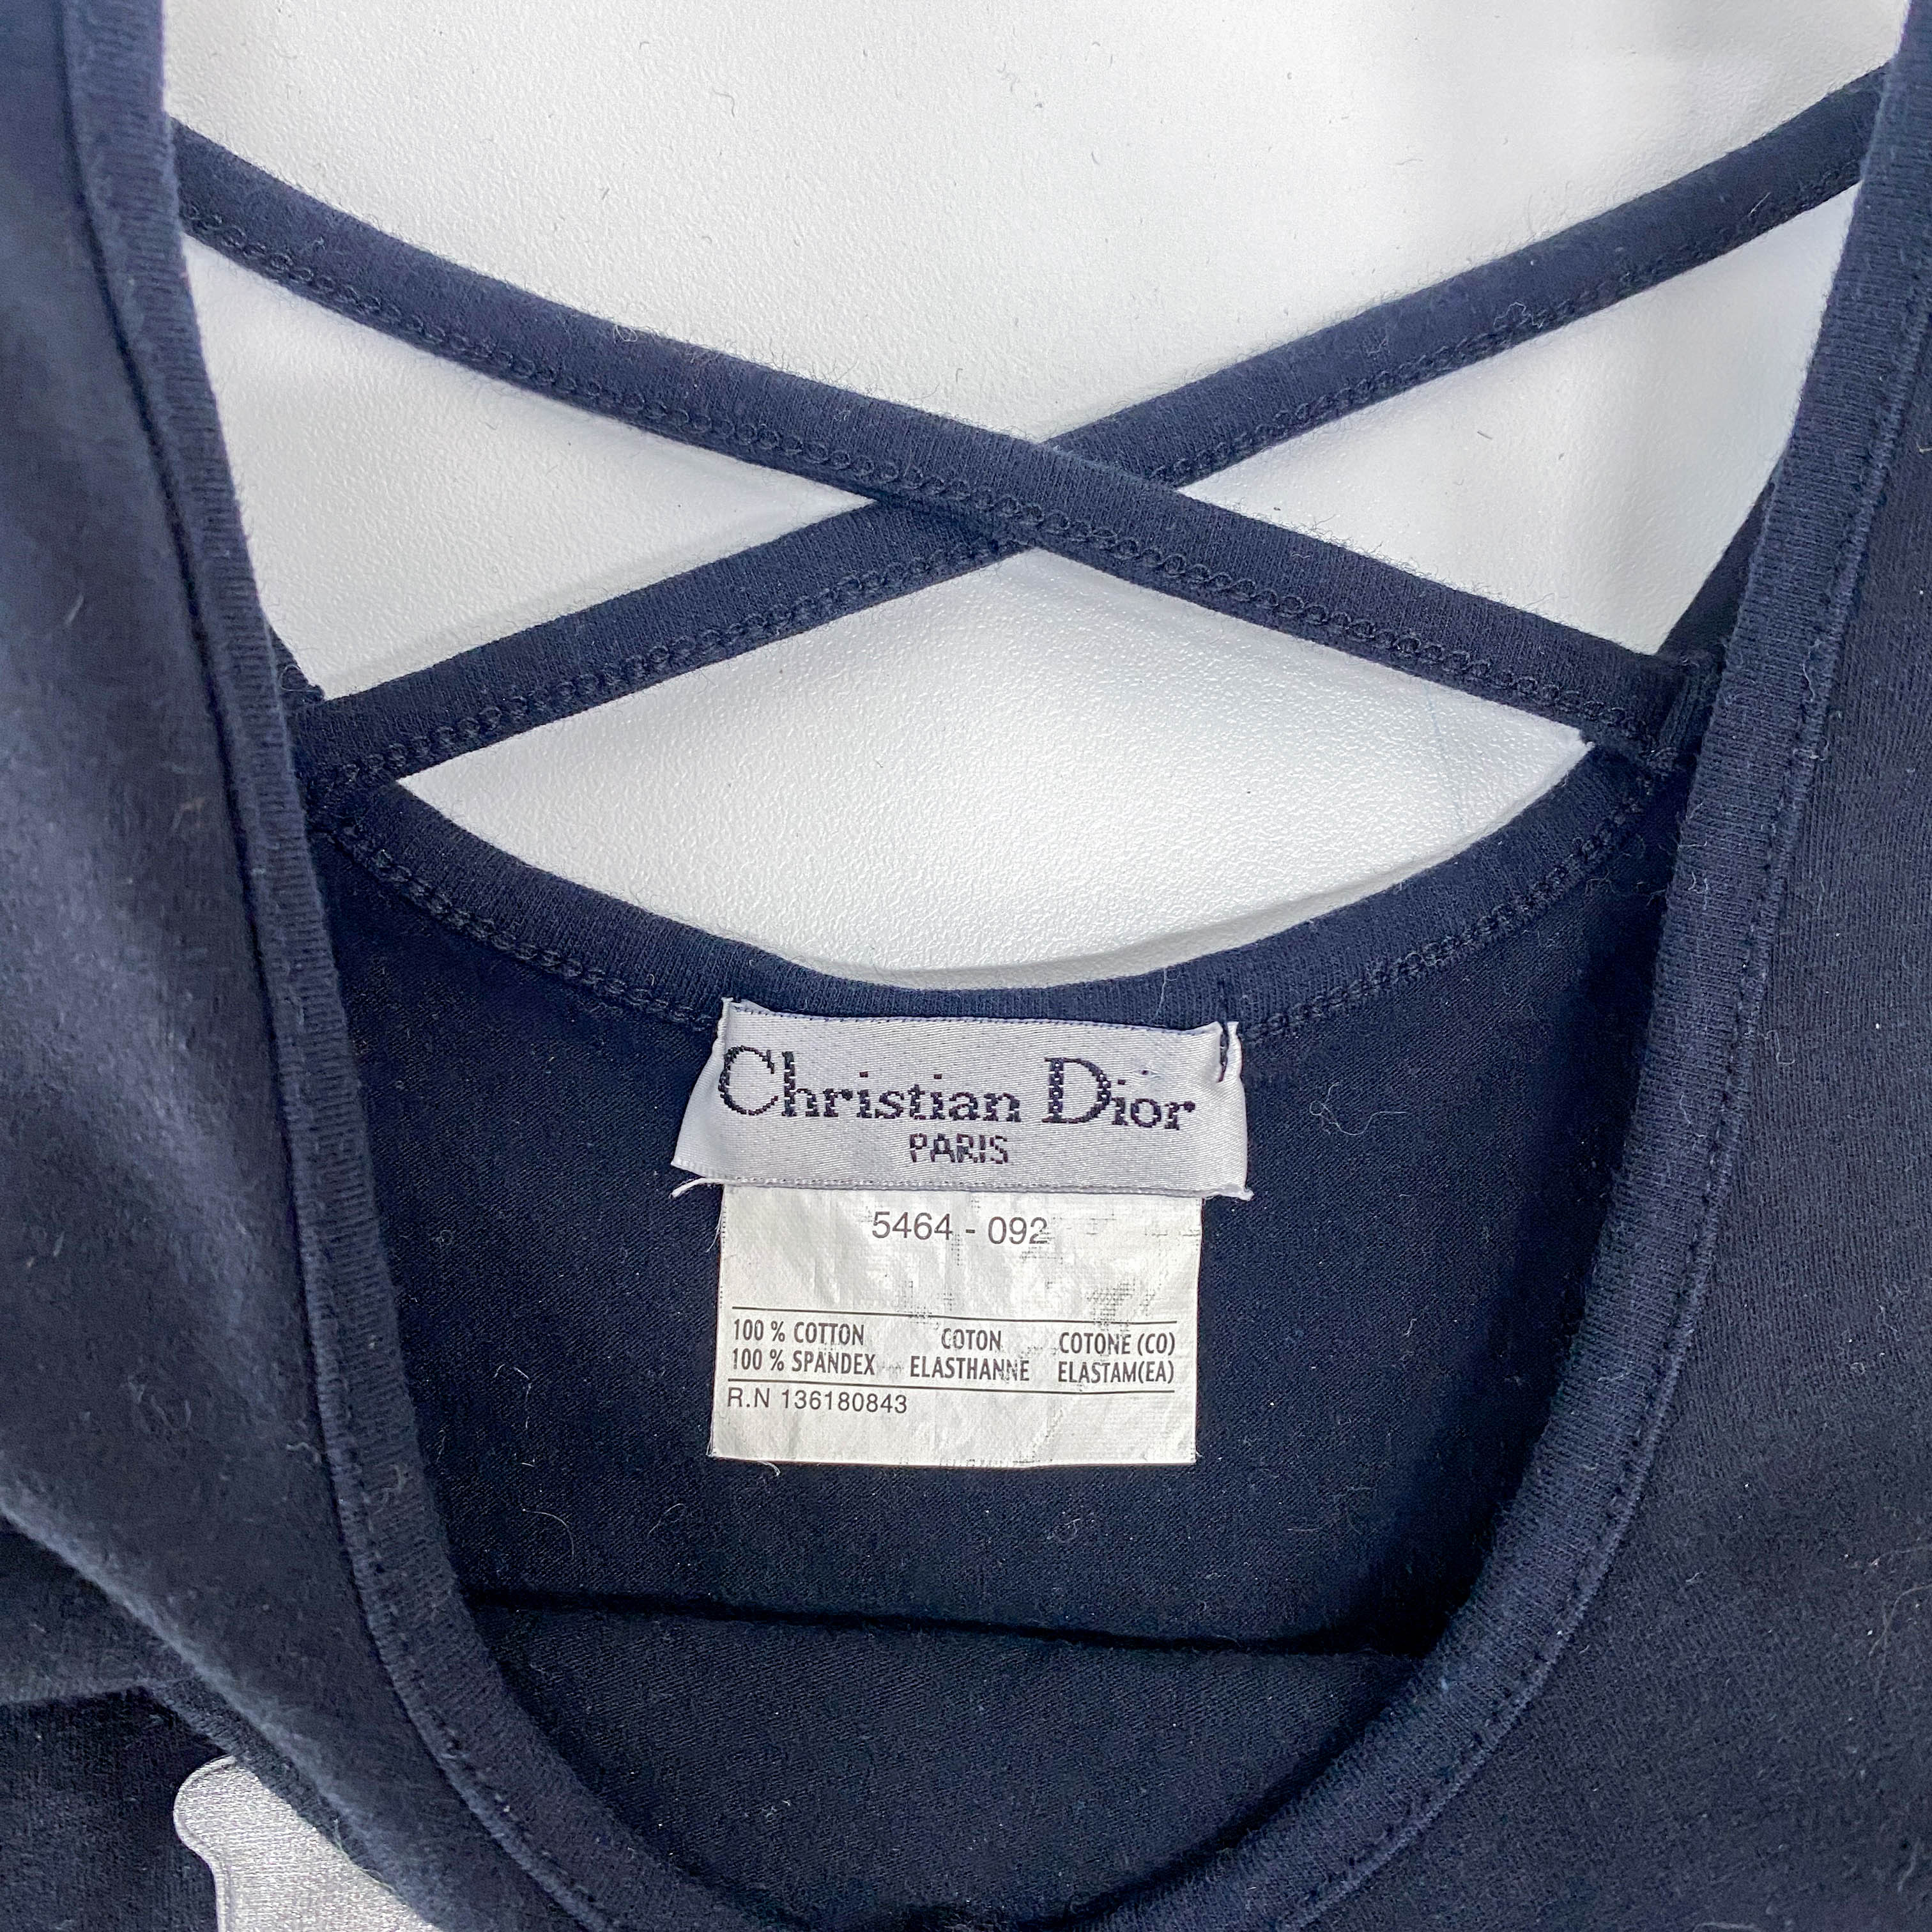 Christian Dior
PARIS
5464 - 092
100 % COTTON COTON COTONE (CO)
100 % SPANDEX ELASTHANNE ELASTAM(EA)
R.N 136180843